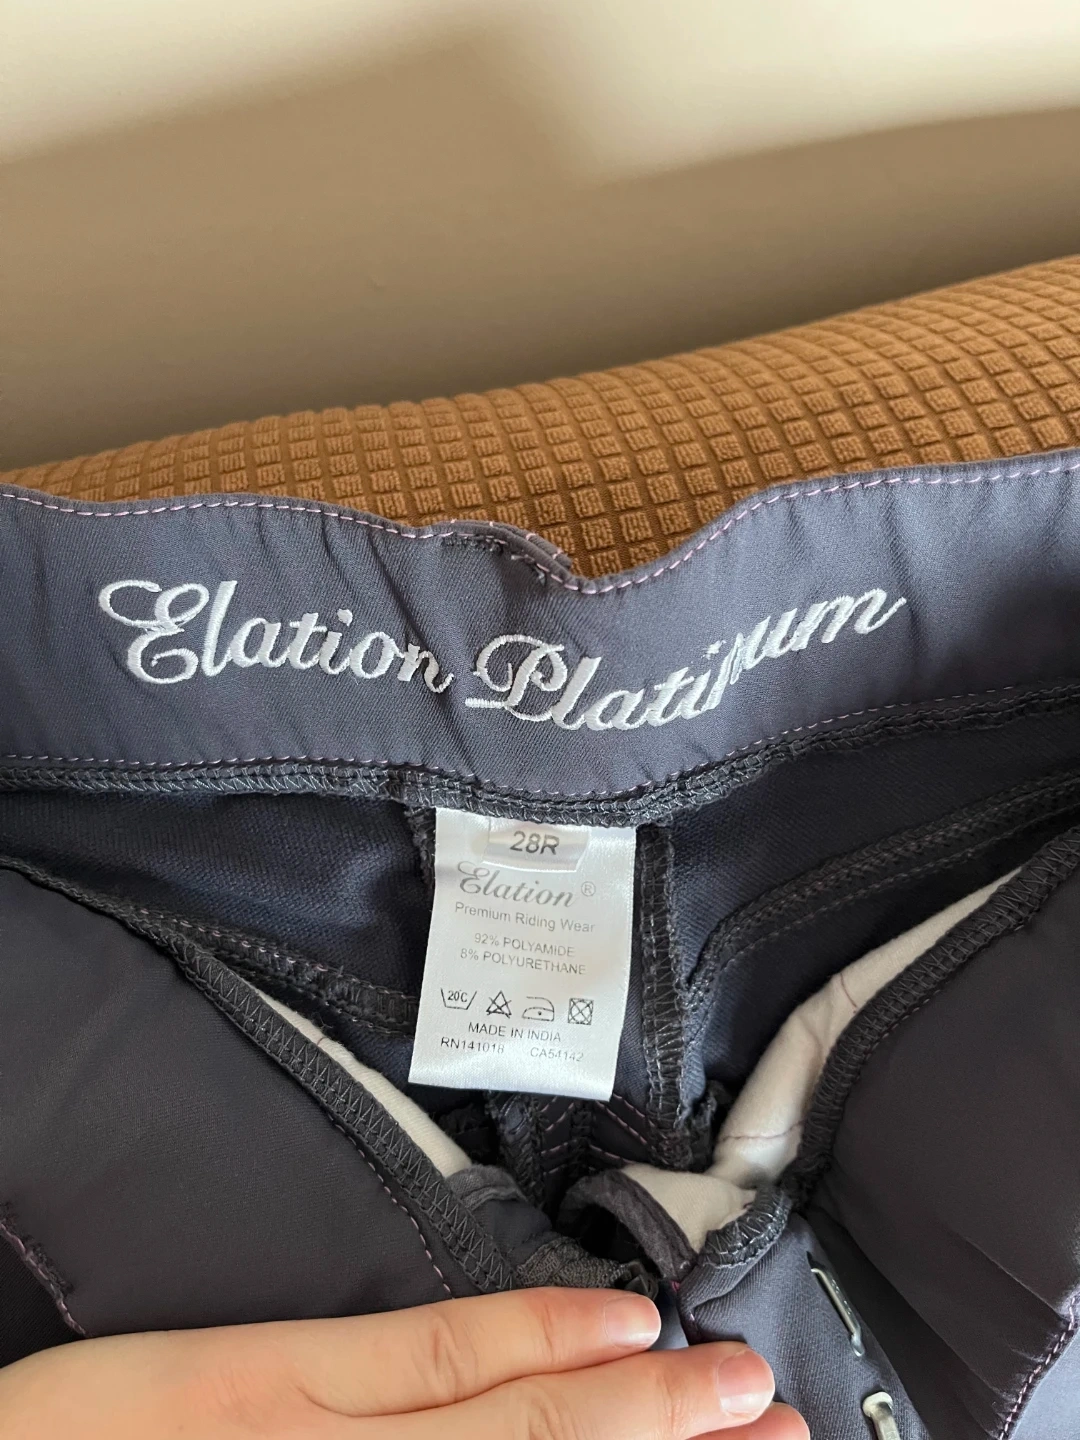 Elation Platinum
28R
Elation®
Premium Riding Wear
92% POLYAMIDE
8% POLYURETHANE
20C
MADE IN INDIA
RN141018 CA54142